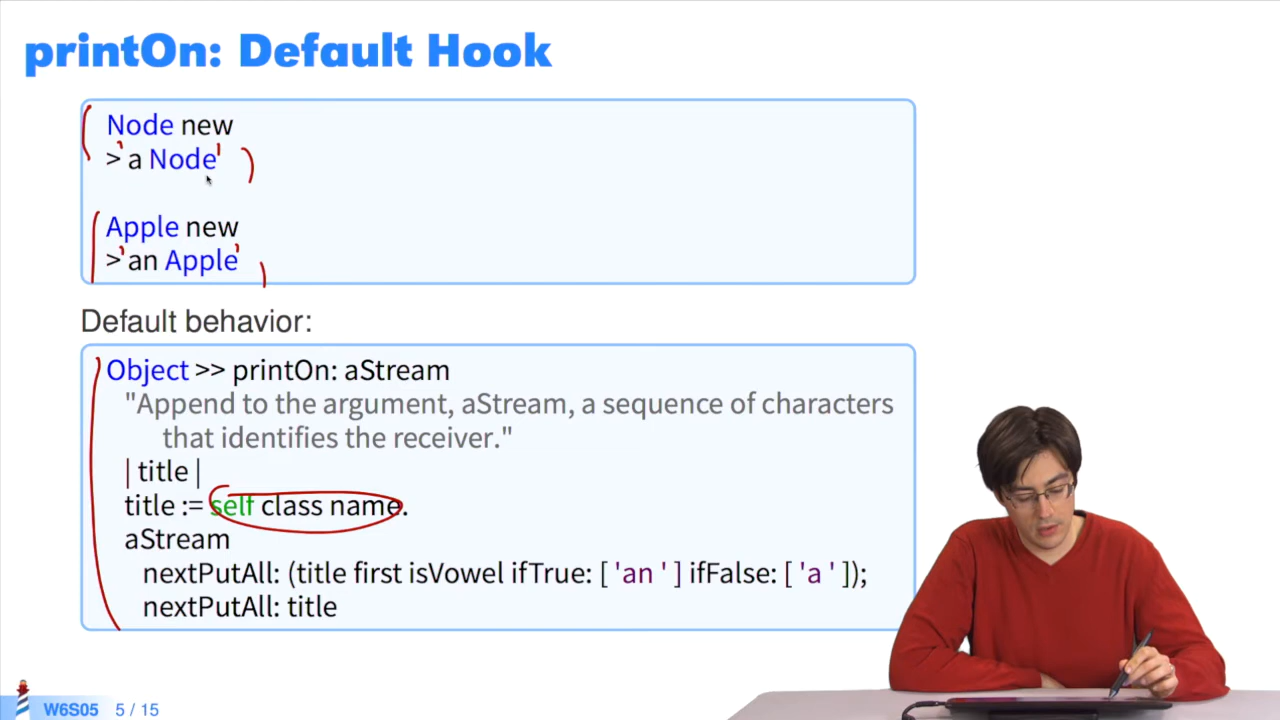 printOn: Default Hook
Node new
>'a Node'
Apple new
>'an Apple'
Default behavior:
Object >> printOn: aStream
"Append to the argument, aStream, a sequence of characters
that identifies the receiver."
| title |
title := self class name.
aStream
nextPutAll: (title first isVowel ifTrue: [ 'an ' ] ifFalse: [ 'a ' ]);
nextPutAll: title
W6S05 5 / 15